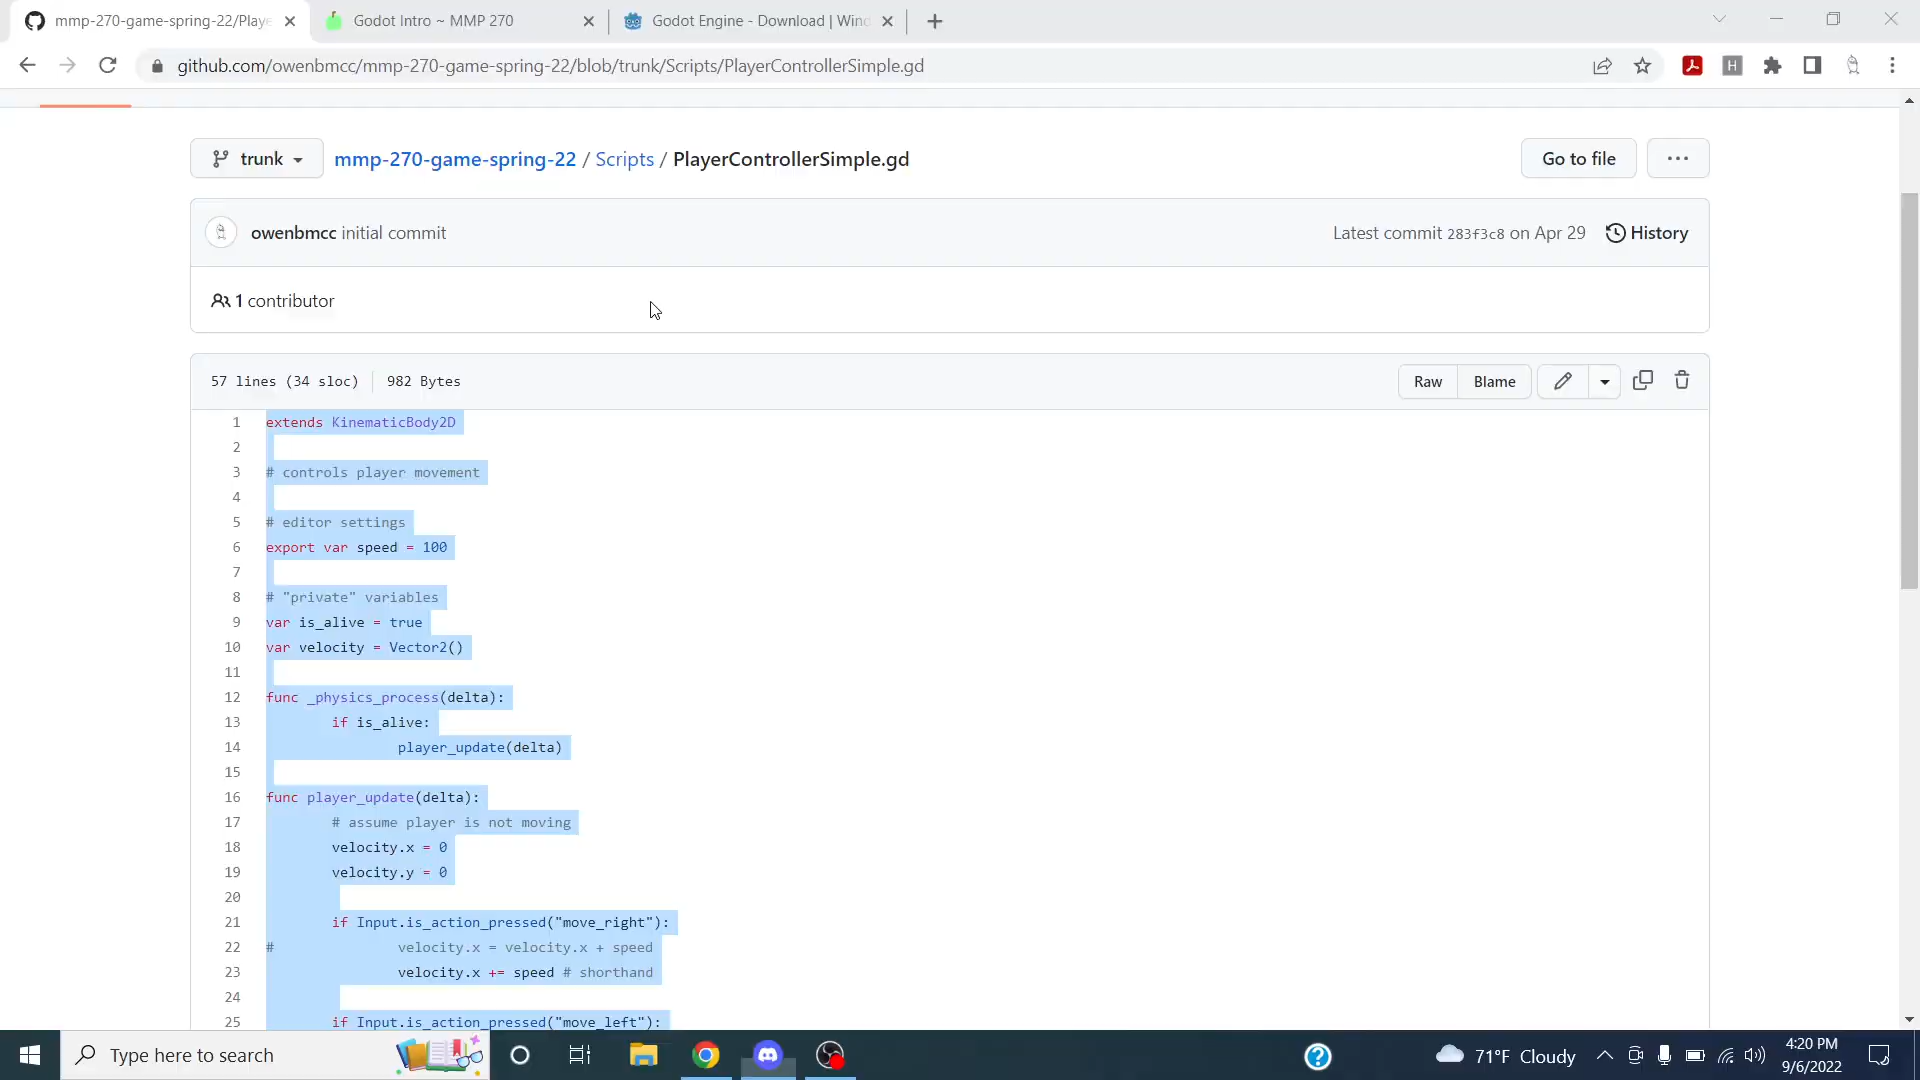 mmp-270-game-spring-22/Playe
Godot Intro ~ MMP 270
Godot Engine - Download | Wind
github.com/owenbmcc/mmp-270-game-spring-22/blob/trunk/Scripts/PlayerControllerSimple.gd
trunk
mmp-270-game-spring-22 / Scripts / PlayerControllerSimple.gd
Go to file
owenbmcc initial commit
Latest commit 283f3c8 on Apr 29
History
1 contributor
57 lines (34 sloc)
982 Bytes
Raw
Blame
1 extends KinematicBody2D
2
3 # controls player movement
4
5 # editor settings
6 export var speed = 100
7
8 # "private" variables
9 var is_alive = true
10 var velocity = Vector2()
11
12 func _physics_process(delta):
13 if is_alive:
14 player_update(delta)
15
16 func player_update(delta):
17 # assume player is not moving
18 velocity.x = 0
19 velocity.y = 0
20
21 if Input.is_action_pressed("move_right"):
22 # velocity.x = velocity.x + speed
23 velocity.x += speed # shorthand
24
25 if Input.is_action_pressed("move_left"):
Type here to search
71°F Cloudy
4:20 PM
9/6/2022